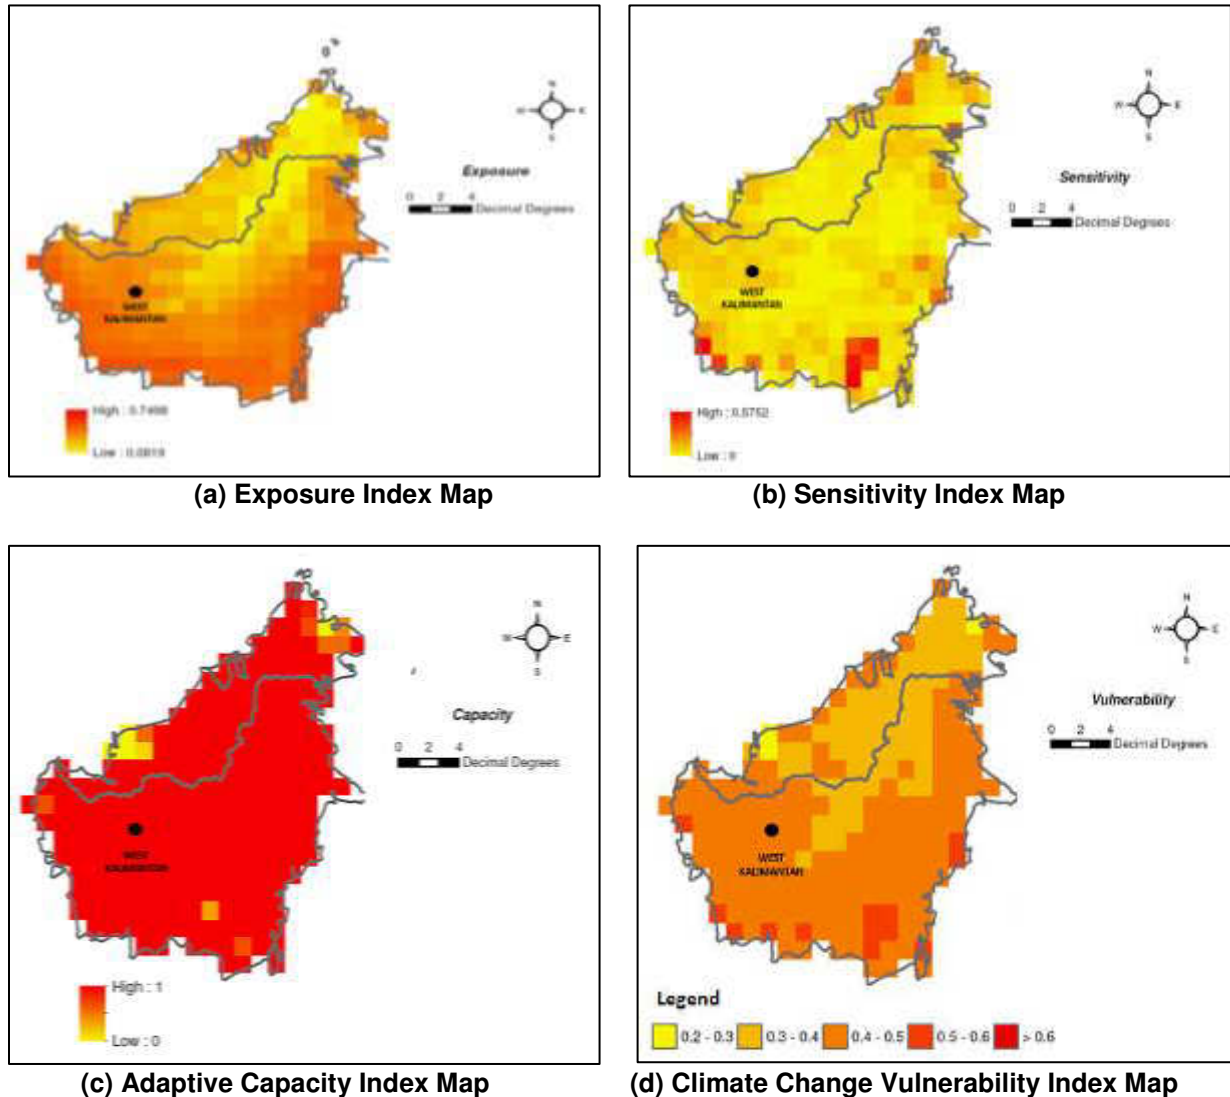 N
W E
S
Exposure
0 2 4
Decimal Degrees
WEST
KALIMANTAN
High : 0.7498
Low : 0.0819
(a) Exposure Index Map
N
W E
S
Sensitivity
0 2 4
Decimal Degrees
WEST
KALIMANTAN
High : 0.5752
Low : 0
(b) Sensitivity Index Map
N
W E
S
Capacity
0 2 4
Decimal Degrees
WEST
KALIMANTAN
High : 1
Low : 0
(c) Adaptive Capacity Index Map
N
W E
S
Vulnerability
0 2 4
Decimal Degrees
WEST
KALIMANTAN
Legend
0.2 - 0.3 0.3 - 0.4 0.4 - 0.5 0.5 - 0.6 > 0.6
(d) Climate Change Vulnerability Index Map